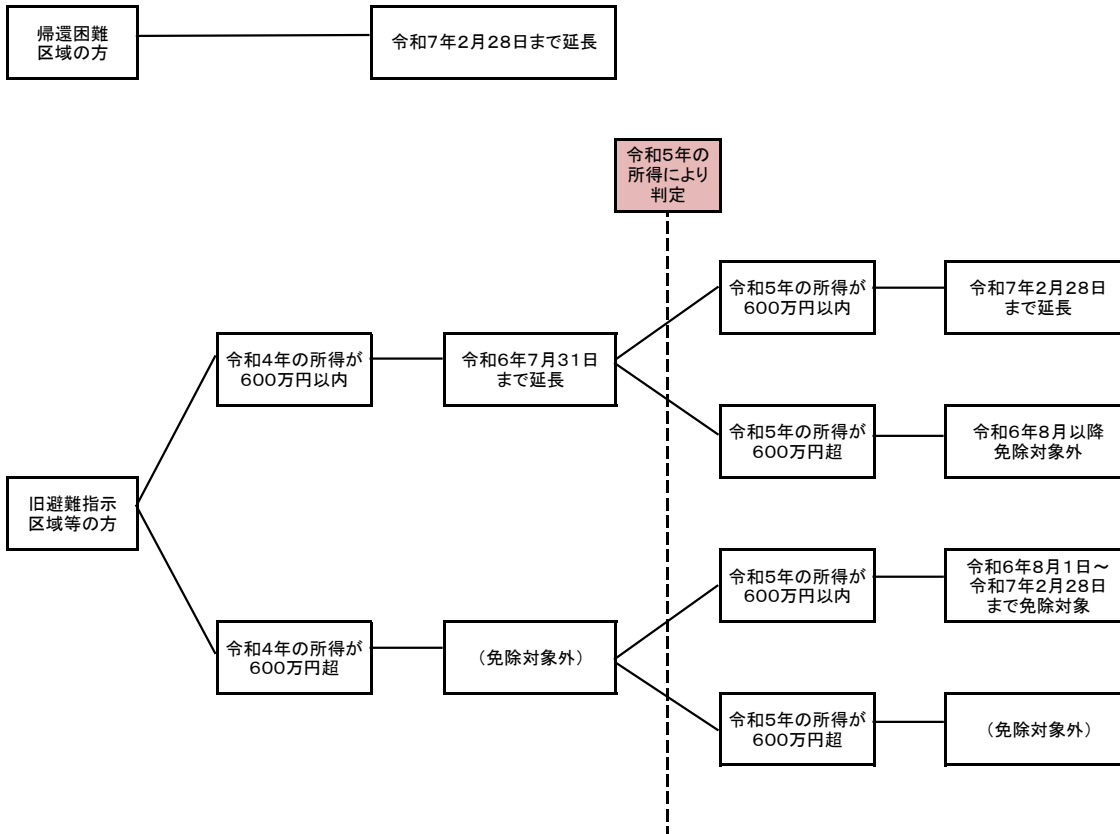 帰還困難
区域の方
令和7年2月28日まで延長
令和5年の
所得により
判定
令和5年の所得が
600万円以内
令和7年2月28日
まで延長
令和4年の所得が
600万円以内
令和6年7月31日
まで延長
令和5年の所得が
600万円超
令和6年8月以降
免除対象外
旧避難指示
区域等の方
令和5年の所得が
600万円以内
令和6年8月1日～
令和7年2月28日
まで免除対象
令和4年の所得が
600万円超
（免除対象外）
令和5年の所得が
600万円超
（免除対象外）